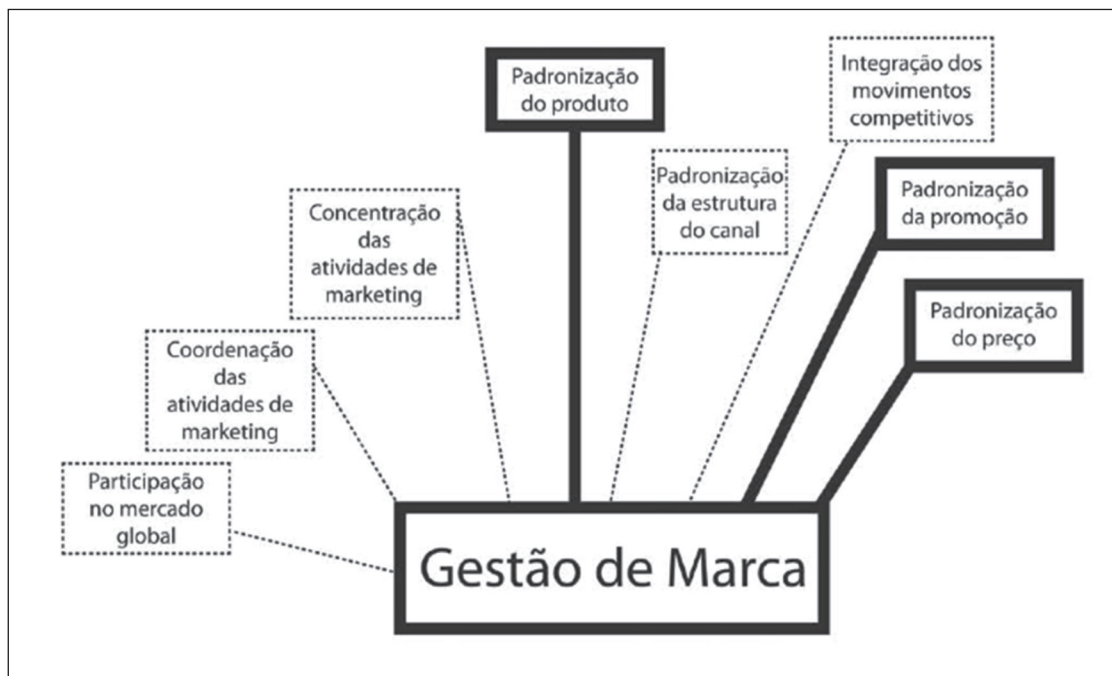 Padronização
do produto
Integração dos
movimentos
competitivos
Padronização
da estrutura
do canal
Padronização
da promoção
Concentração
das
atividades de
marketing
Padronização
do preço
Coordenação
das
atividades de
marketing
Participação
no mercado
global
Gestão de Marca